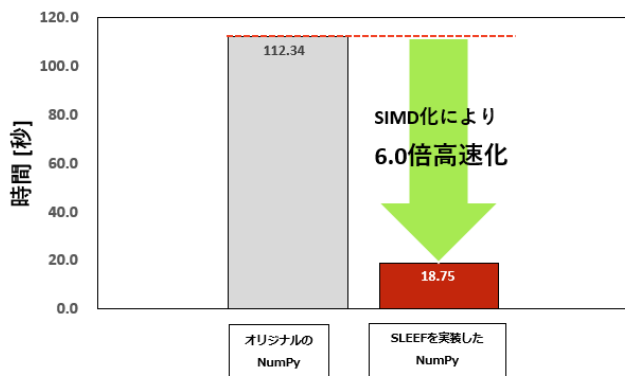 時間 [秒]
120.0
100.0
80.0
60.0
40.0
20.0
0.0
112.34
SIMD化により
6.0倍高速化
18.75
オリジナルの
NumPy
SLEEFを実装した
NumPy